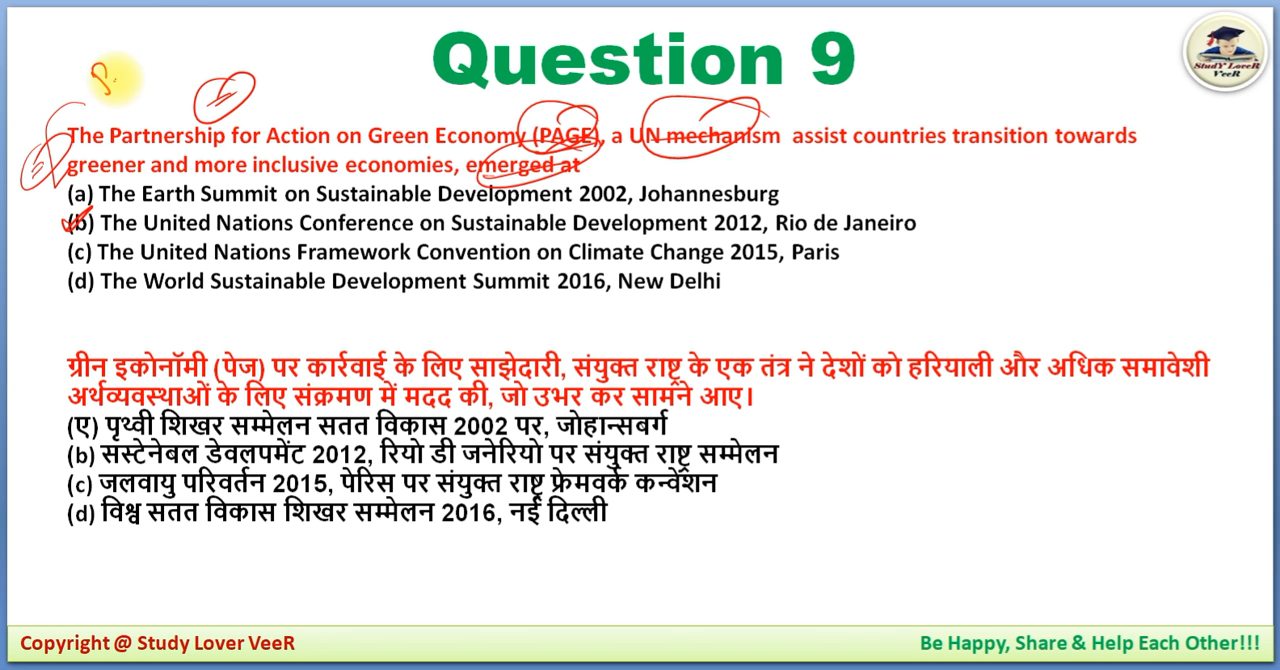 Question 9
StudY LoveR
VeeR
The Partnership for Action on Green Economy (PAGE), a UN mechanism assist countries transition towards
greener and more inclusive economies, emerged at
(a) The Earth Summit on Sustainable Development 2002, Johannesburg
(b) The United Nations Conference on Sustainable Development 2012, Rio de Janeiro
(c) The United Nations Framework Convention on Climate Change 2015, Paris
(d) The World Sustainable Development Summit 2016, New Delhi
ग्रीन इकोनॉमी (पेज) पर कार्रवाई के लिए साझेदारी, संयुक्त राष्ट्र के एक तंत्र ने देशों को हरियाली और अधिक समावेशी
अर्थव्यवस्थाओं के लिए संक्रमण में मदद की, जो उभर कर सामने आए।
(ए) पृथ्वी शिखर सम्मेलन सतत विकास 2002 पर, जोहान्सबर्ग
(b) सस्टेनेबल डेवलपमेंट 2012, रियो डी जनेरियो पर संयुक्त राष्ट्र सम्मेलन
(c) जलवायु परिवर्तन 2015, पेरिस पर संयुक्त राष्ट्र फ्रेमवर्क कन्वेंशन
(d) विश्व सतत विकास शिखर सम्मेलन 2016, नई दिल्ली
Copyright @ Study Lover VeeR
Be Happy, Share & Help Each Other!!!